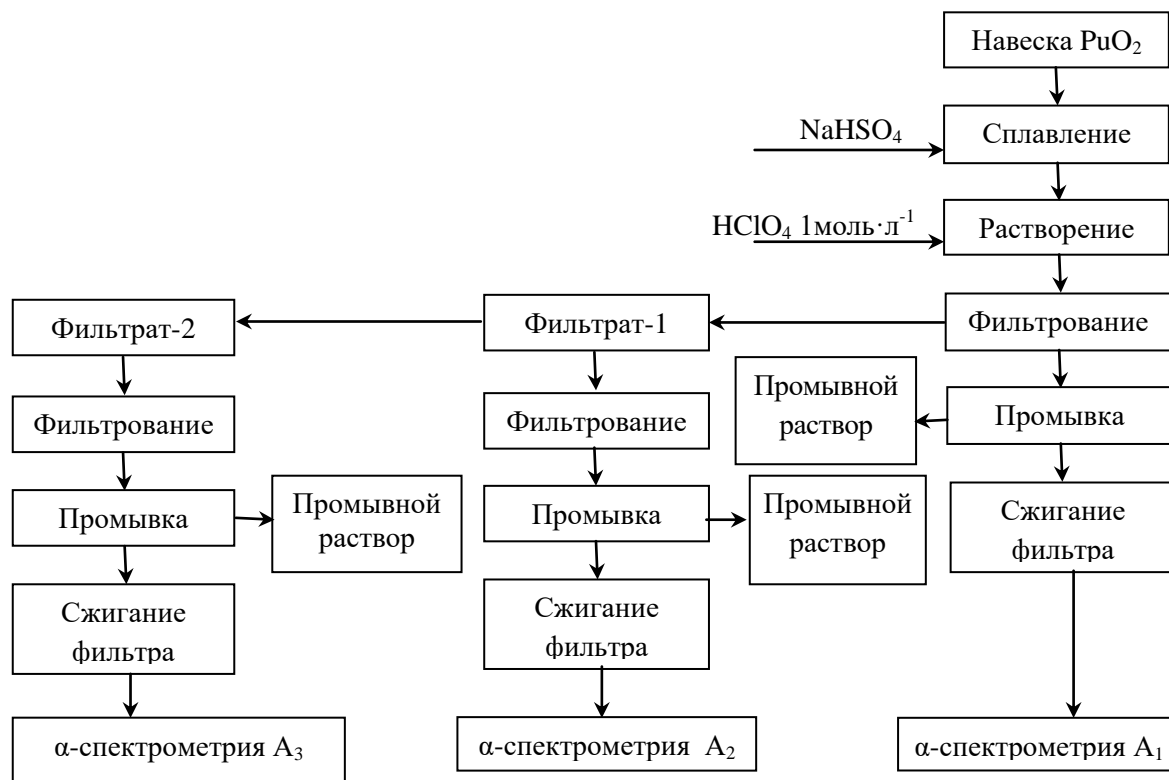 Навеска PuO₂
NaHSO₄
Сплавление
HClO₄ 1моль·л⁻¹
Растворение
Фильтрат-2
Фильтрат-1
Фильтрование
Фильтрование
Фильтрование
Промывной
раствор
Промывка
Промывка
Промывной
раствор
Промывка
Промывной
раствор
Сжигание
фильтра
Сжигание
фильтра
Сжигание
фильтра
α-спектрометрия A₃
α-спектрометрия A₂
α-спектрометрия A₁